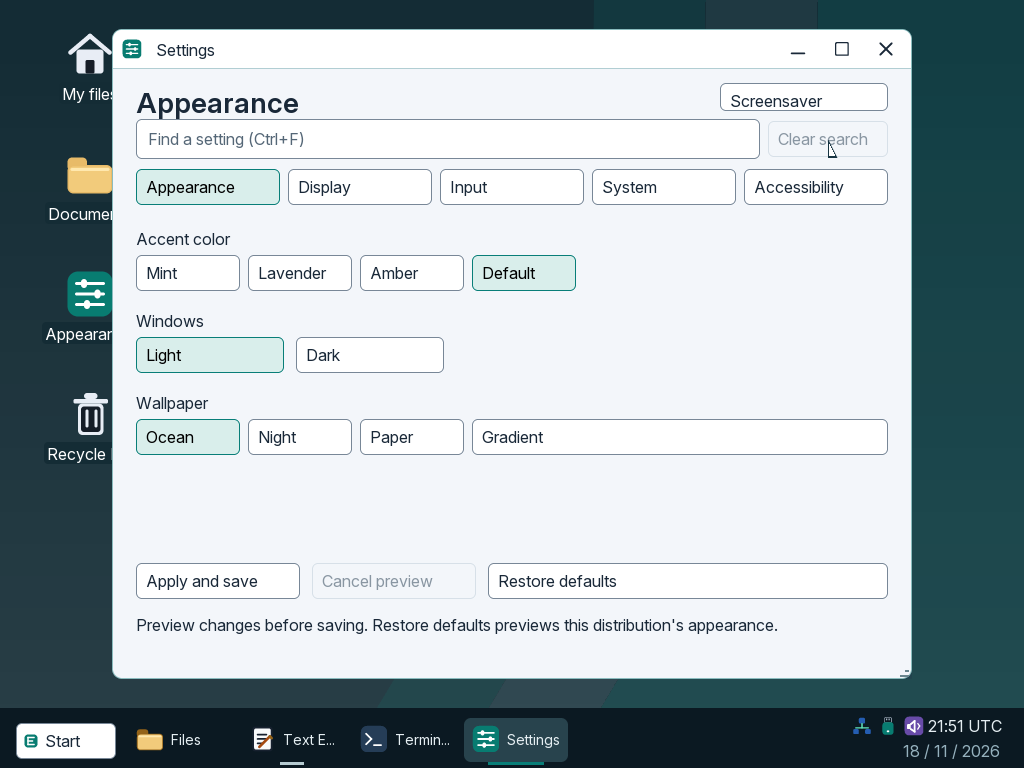 My files
Documen
Appearan
Recycle
Settings
Appearance
Screensaver
Find a setting (Ctrl+F)
Clear search
Appearance
Display
Input
System
Accessibility
Accent color
Mint
Lavender
Amber
Default
Windows
Light
Dark
Wallpaper
Ocean
Night
Paper
Gradient
Apply and save
Cancel preview
Restore defaults
Preview changes before saving. Restore defaults previews this distribution's appearance.
Start
Files
Text E...
Termin...
Settings
21:51 UTC
18 / 11 / 2026